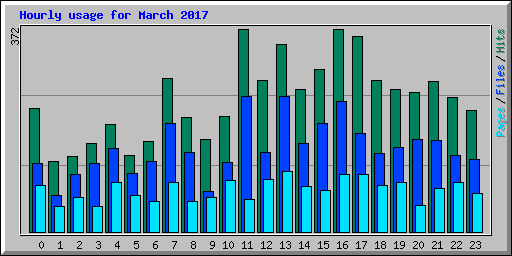 Hourly usage for March 2017
372
Pages / Files / Hits
0 1 2 3 4 5 6 7 8 9 10 11 12 13 14 15 16 17 18 19 20 21 22 23